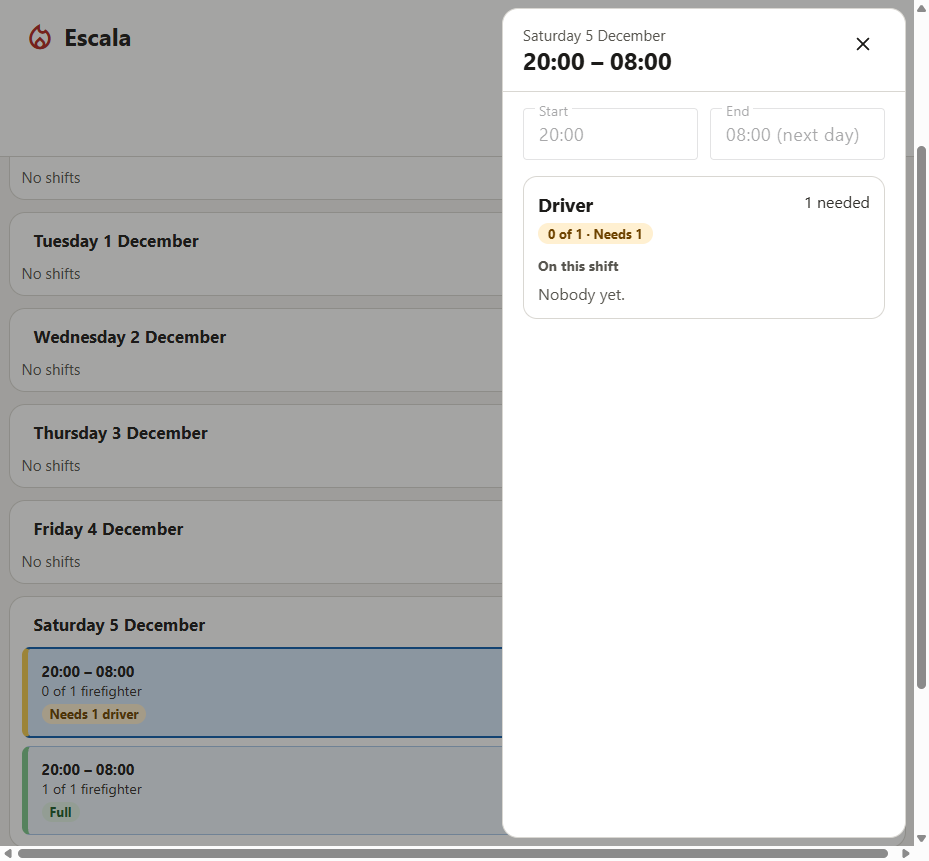 Escala
No shifts
Tuesday 1 December
No shifts
Wednesday 2 December
No shifts
Thursday 3 December
No shifts
Friday 4 December
No shifts
Saturday 5 December
20:00 – 08:00
0 of 1 firefighter
Needs 1 driver
20:00 – 08:00
1 of 1 firefighter
Full
Saturday 5 December
20:00 – 08:00
Start
20:00
End
08:00 (next day)
Driver
1 needed
0 of 1 · Needs 1
On this shift
Nobody yet.